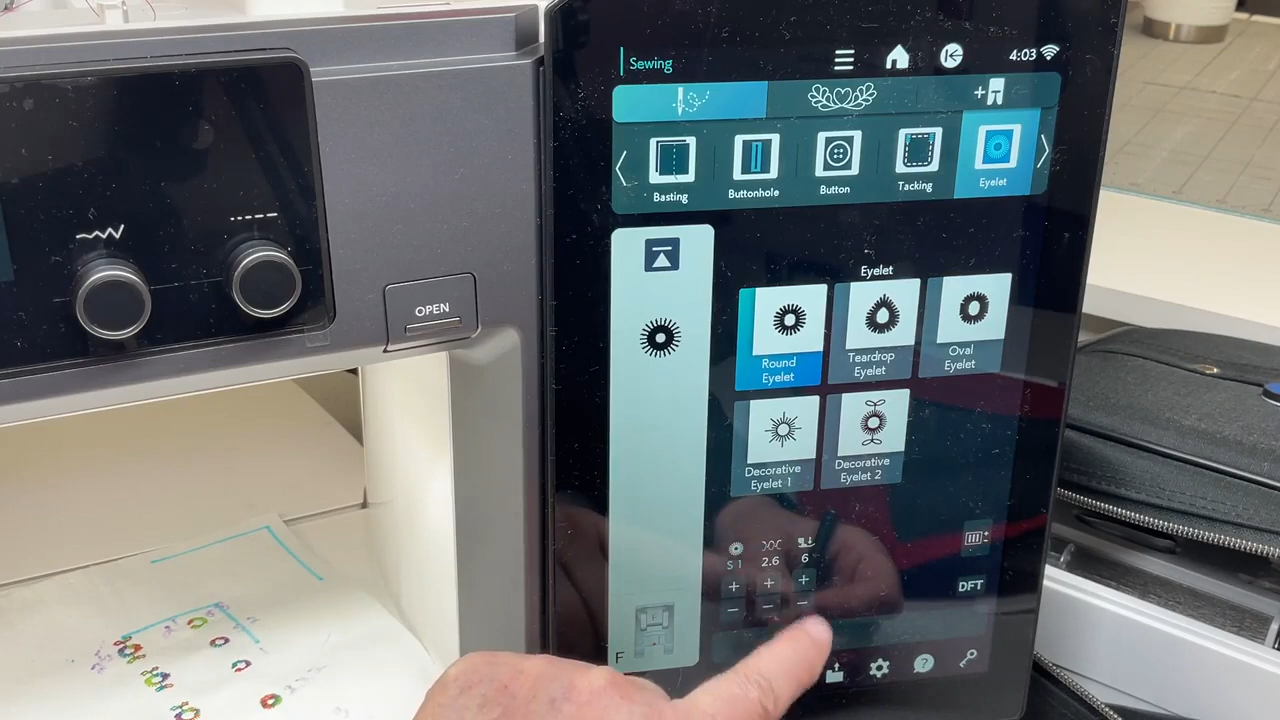 Sewing
4:03
Basting
Buttonhole
Button
Tacking
Eyelet
OPEN
Eyelet
Round
Eyelet
Teardrop
Eyelet
Oval
Eyelet
Decorative
Eyelet 1
Decorative
Eyelet 2
S 1
2.6
6
+
+
+
−
−
−
DFT
F